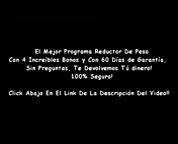 El Mejor Programa Reductor De Peso
Con 4 Increíbles Bonos y Con 60 Días de Garantía,
Sin Preguntas, Te Devolvemos Tú dinero!
100% Seguro!
Click Abajo En El Link De La Descripción Del Video!!